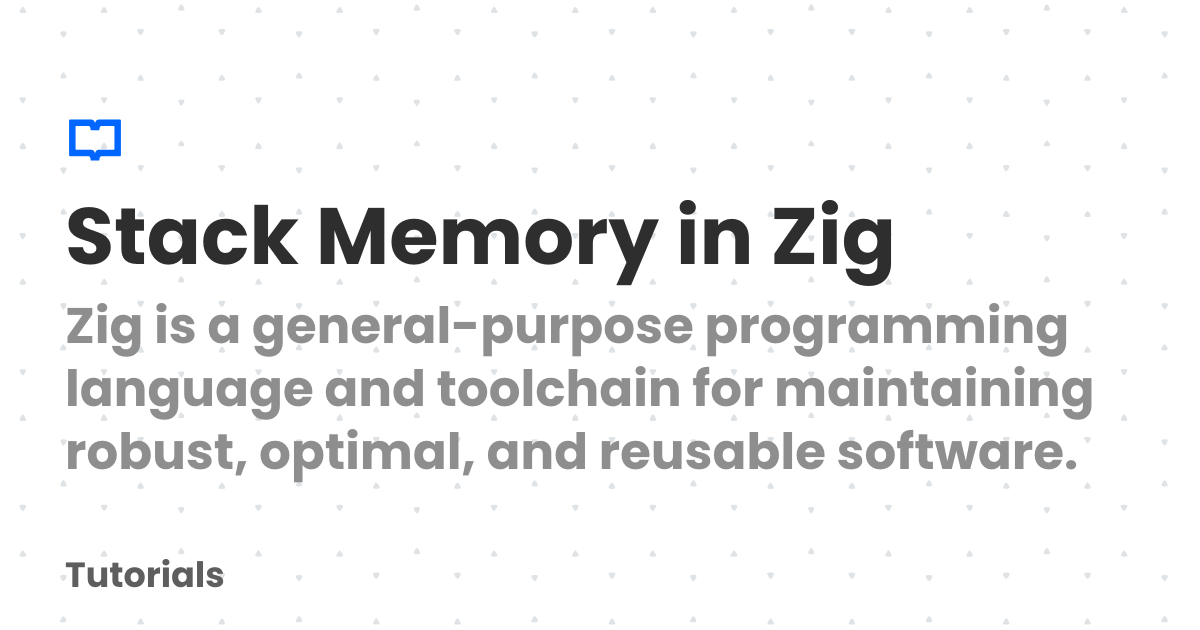 Stack Memory in Zig
Zig is a general-purpose programming
language and toolchain for maintaining
robust, optimal, and reusable software.
Tutorials